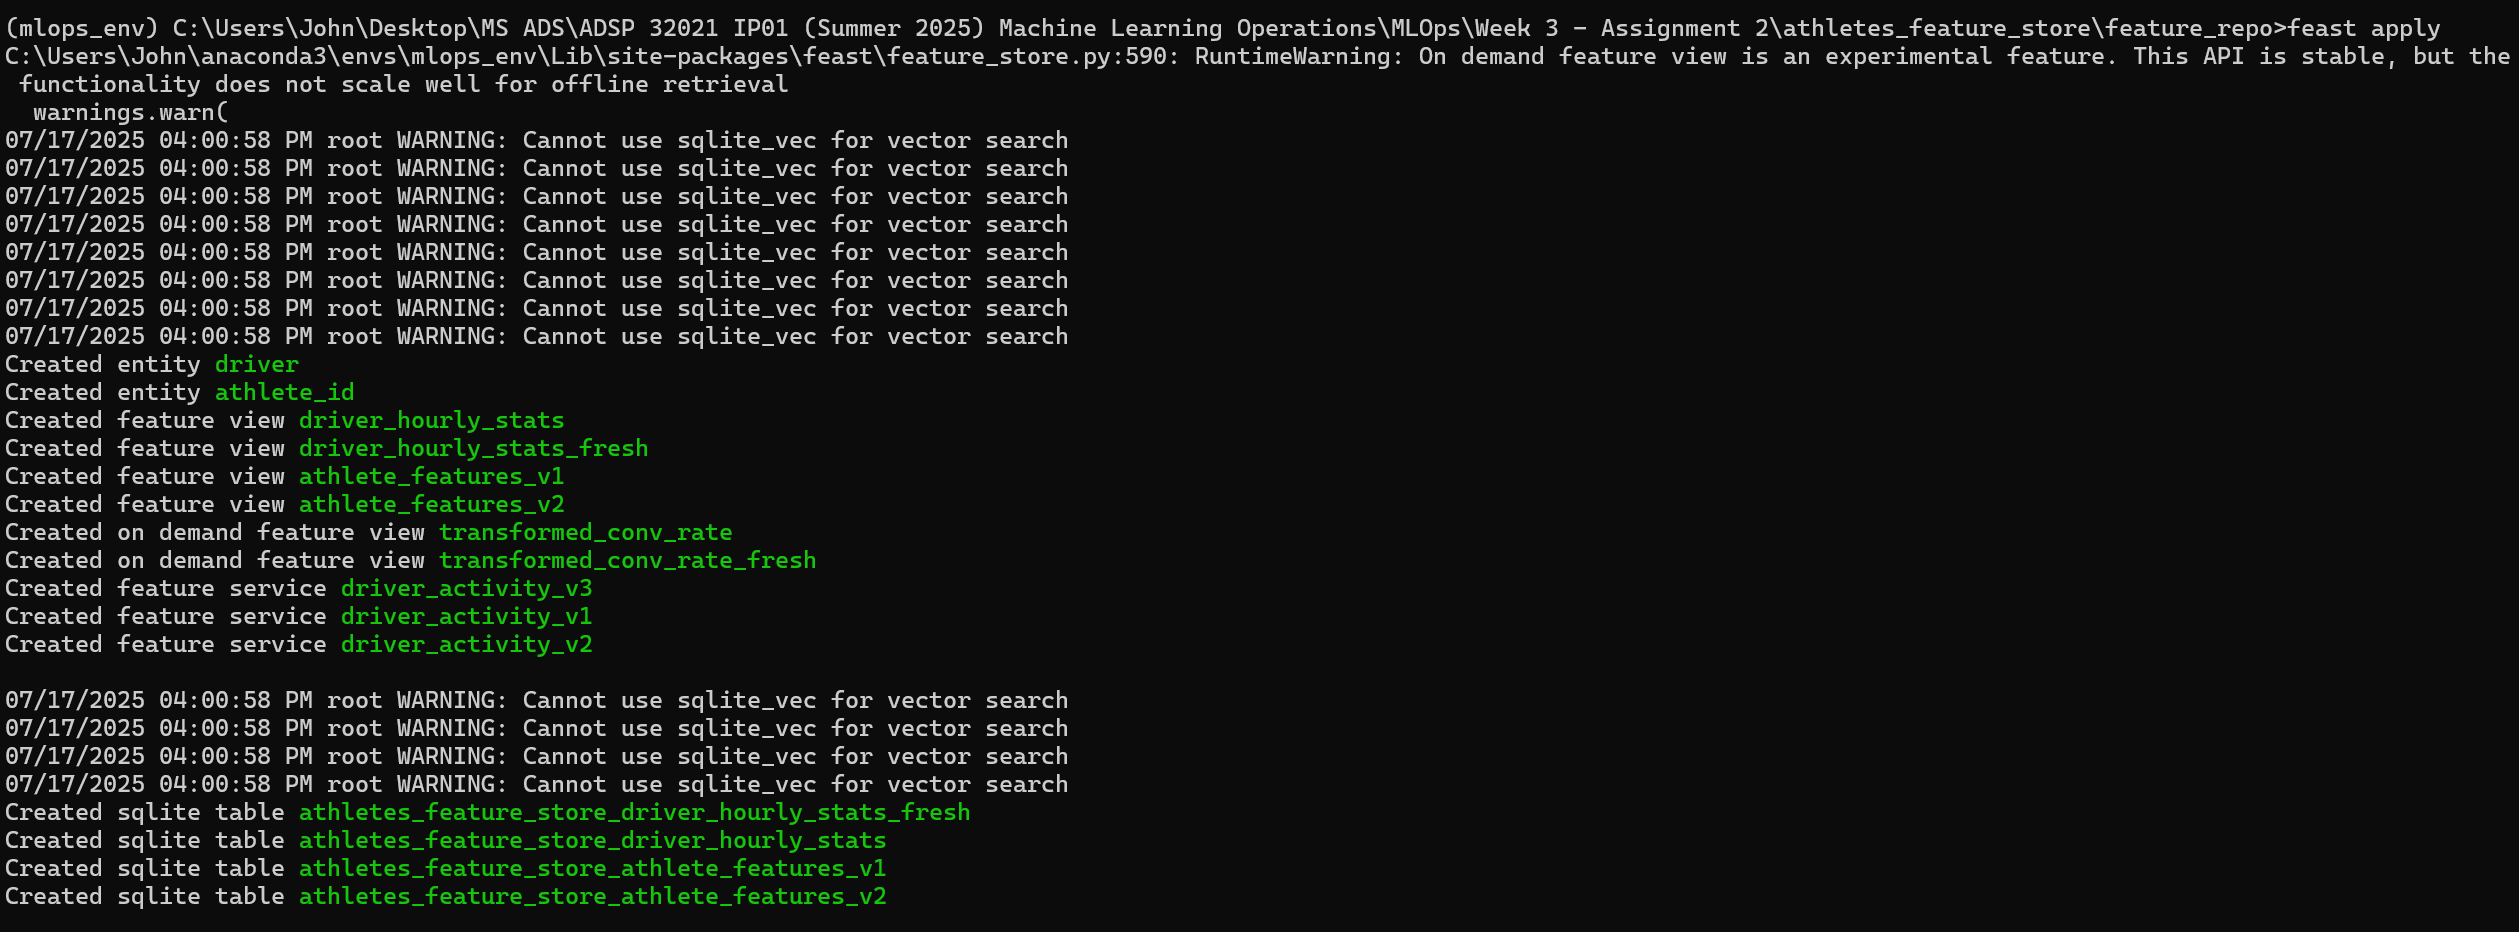 (mlops_env) C:\Users\John\Desktop\MS ADS\ADSP 32021 IP01 (Summer 2025) Machine Learning Operations\MLOps\Week 3 - Assignment 2\athletes_feature_store\feature_repo>feast apply
C:\Users\John\anaconda3\envs\mlops_env\Lib\site-packages\feast\feature_store.py:590: RuntimeWarning: On demand feature view is an experimental feature. This API is stable, but the
 functionality does not scale well for offline retrieval
  warnings.warn(
07/17/2025 04:00:58 PM root WARNING: Cannot use sqlite_vec for vector search
07/17/2025 04:00:58 PM root WARNING: Cannot use sqlite_vec for vector search
07/17/2025 04:00:58 PM root WARNING: Cannot use sqlite_vec for vector search
07/17/2025 04:00:58 PM root WARNING: Cannot use sqlite_vec for vector search
07/17/2025 04:00:58 PM root WARNING: Cannot use sqlite_vec for vector search
07/17/2025 04:00:58 PM root WARNING: Cannot use sqlite_vec for vector search
07/17/2025 04:00:58 PM root WARNING: Cannot use sqlite_vec for vector search
07/17/2025 04:00:58 PM root WARNING: Cannot use sqlite_vec for vector search
Created entity driver
Created entity athlete_id
Created feature view driver_hourly_stats
Created feature view driver_hourly_stats_fresh
Created feature view athlete_features_v1
Created feature view athlete_features_v2
Created on demand feature view transformed_conv_rate
Created on demand feature view transformed_conv_rate_fresh
Created feature service driver_activity_v3
Created feature service driver_activity_v1
Created feature service driver_activity_v2

07/17/2025 04:00:58 PM root WARNING: Cannot use sqlite_vec for vector search
07/17/2025 04:00:58 PM root WARNING: Cannot use sqlite_vec for vector search
07/17/2025 04:00:58 PM root WARNING: Cannot use sqlite_vec for vector search
07/17/2025 04:00:58 PM root WARNING: Cannot use sqlite_vec for vector search
Created sqlite table athletes_feature_store_driver_hourly_stats_fresh
Created sqlite table athletes_feature_store_driver_hourly_stats
Created sqlite table athletes_feature_store_athlete_features_v1
Created sqlite table athletes_feature_store_athlete_features_v2